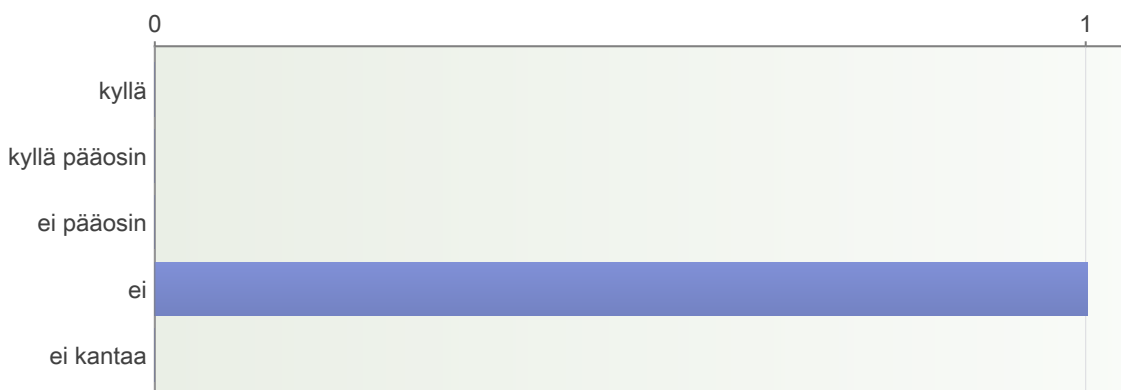 0 1
kyllä
kyllä pääosin
ei pääosin
ei
ei kantaa